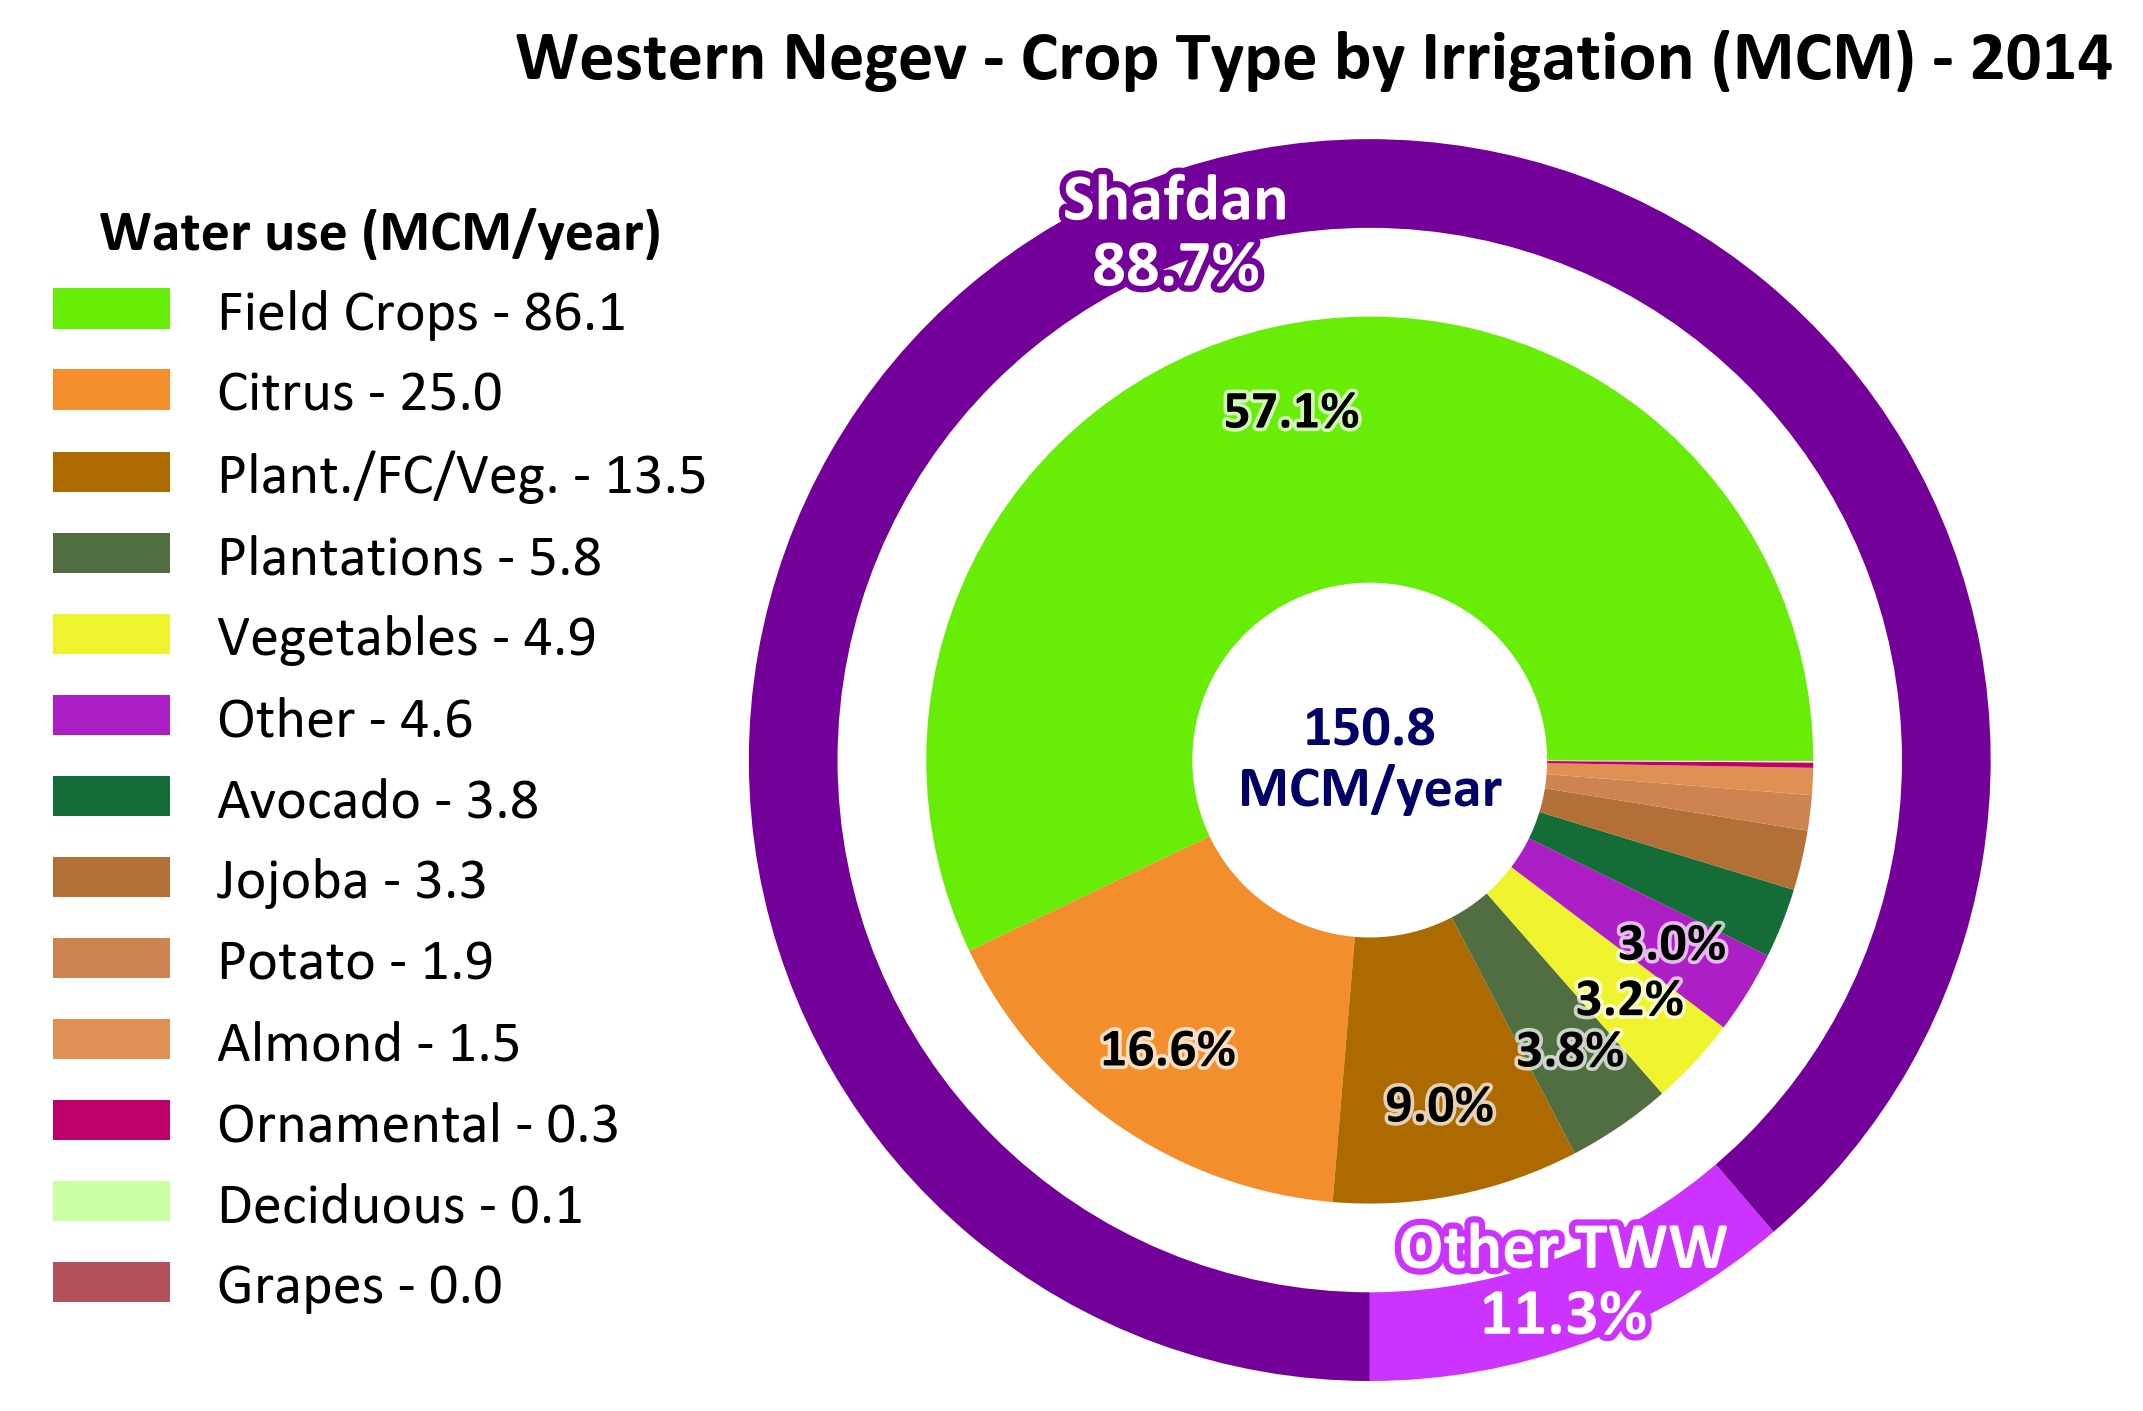 Western Negev - Crop Type by Irrigation (MCM) - 2014
Water use (MCM/year)
Field Crops - 86.1
Citrus - 25.0
Plant./FC/Veg. - 13.5
Plantations - 5.8
Vegetables - 4.9
Other - 4.6
Avocado - 3.8
Jojoba - 3.3
Potato - 1.9
Almond - 1.5
Ornamental - 0.3
Deciduous - 0.1
Grapes - 0.0
Shafdan
88.7%
57.1%
150.8
MCM/year
3.0%
3.2%
3.8%
16.6%
9.0%
Other TWW
11.3%